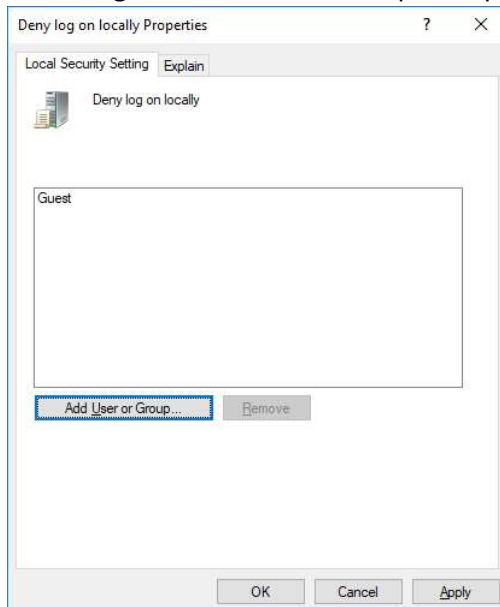 Deny log on locally Properties ? ×
Local Security Setting Explain
Deny log on locally
Guest
Add User or Group... Remove
OK Cancel Apply